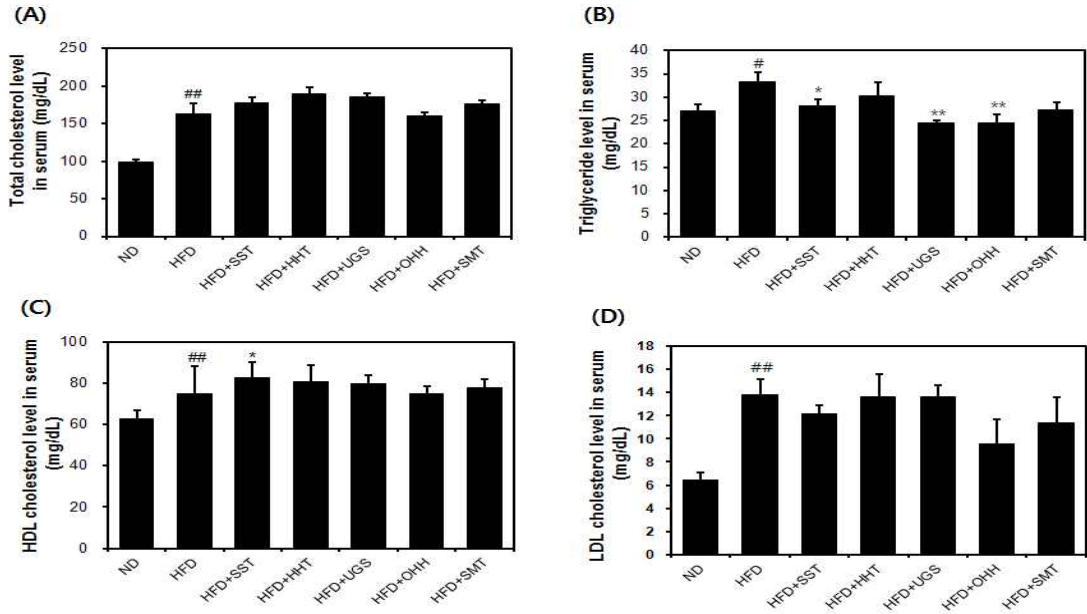 (A)
Total cholesterol level
in serum (mg/dL)
250
200
150
100
50
0
##
ND
HFD
HFD+SST
HFD+HHT
HFD+UGS
HFD+OHH
HFD+SMT
(B)
Triglyceride level in serum
(mg/dL)
40
35
30
25
20
15
10
5
0
#
*
**
**
ND
HFD
HFD+SST
HFD+HHT
HFD+UGS
HFD+OHH
HFD+SMT
(C)
HDL cholesterol level in serum
(mg/dL)
100
80
60
40
20
0
##
*
ND
HFD
HFD+SST
HFD+HHT
HFD+UGS
HFD+OHH
HFD+SMT
(D)
LDL cholesterol level in serum
(mg/dL)
18
16
14
12
10
8
6
4
2
0
##
ND
HFD
HFD+SST
HFD+HHT
HFD+UGS
HFD+OHH
HFD+SMT